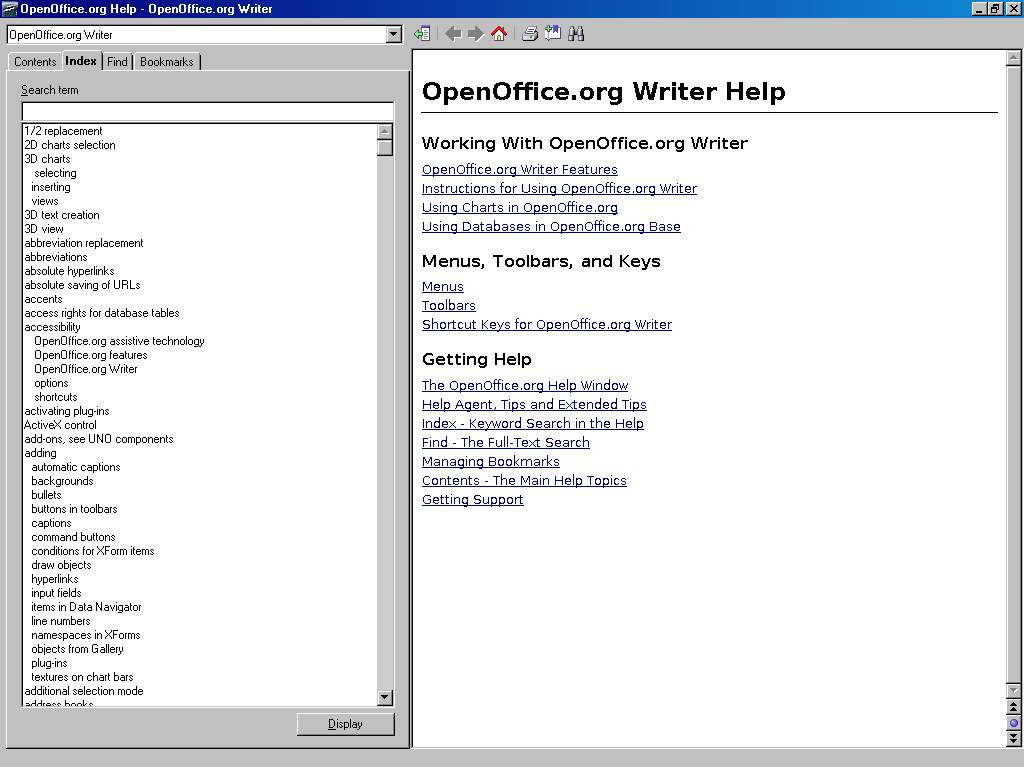 OpenOffice.org Help - OpenOffice.org Writer
OpenOffice.org Writer
Contents Index Find Bookmarks
Search term
1/2 replacement
2D charts selection
3D charts
selecting
inserting
views
3D text creation
3D view
abbreviation replacement
abbreviations
absolute hyperlinks
absolute saving of URLs
accents
access rights for database tables
accessibility
OpenOffice.org assistive technology
OpenOffice.org features
OpenOffice.org Writer
options
shortcuts
activating plug-ins
ActiveX control
add-ons, see UNO components
adding
automatic captions
backgrounds
bullets
buttons in toolbars
captions
command buttons
conditions for XForm items
draw objects
hyperlinks
input fields
items in Data Navigator
line numbers
namespaces in XForms
objects from Gallery
plug-ins
textures on chart bars
additional selection mode
address books
Display
OpenOffice.org Writer Help
Working With OpenOffice.org Writer
OpenOffice.org Writer Features
Instructions for Using OpenOffice.org Writer
Using Charts in OpenOffice.org
Using Databases in OpenOffice.org Base
Menus, Toolbars, and Keys
Menus
Toolbars
Shortcut Keys for OpenOffice.org Writer
Getting Help
The OpenOffice.org Help Window
Help Agent, Tips and Extended Tips
Index - Keyword Search in the Help
Find - The Full-Text Search
Managing Bookmarks
Contents - The Main Help Topics
Getting Support